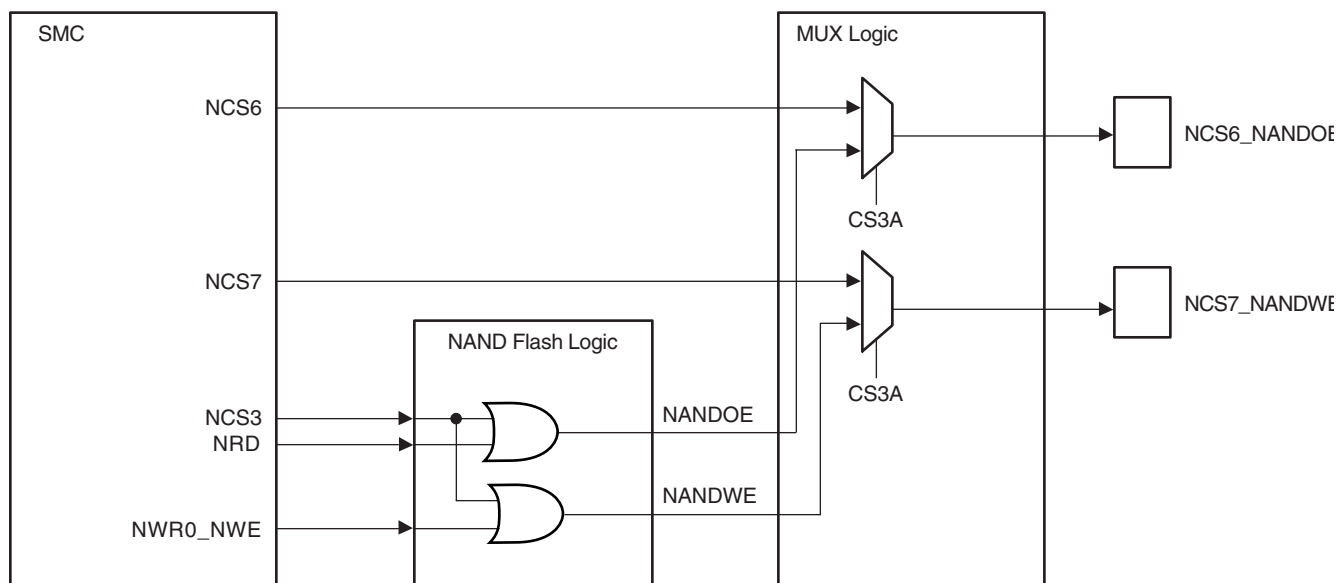 SMC
MUX Logic
NCS6
NCS6_NANDOE
CS3A
NCS7
NCS7_NANDWE
NAND Flash Logic
CS3A
NCS3
NANDOE
NRD
NANDWE
NWR0_NWE